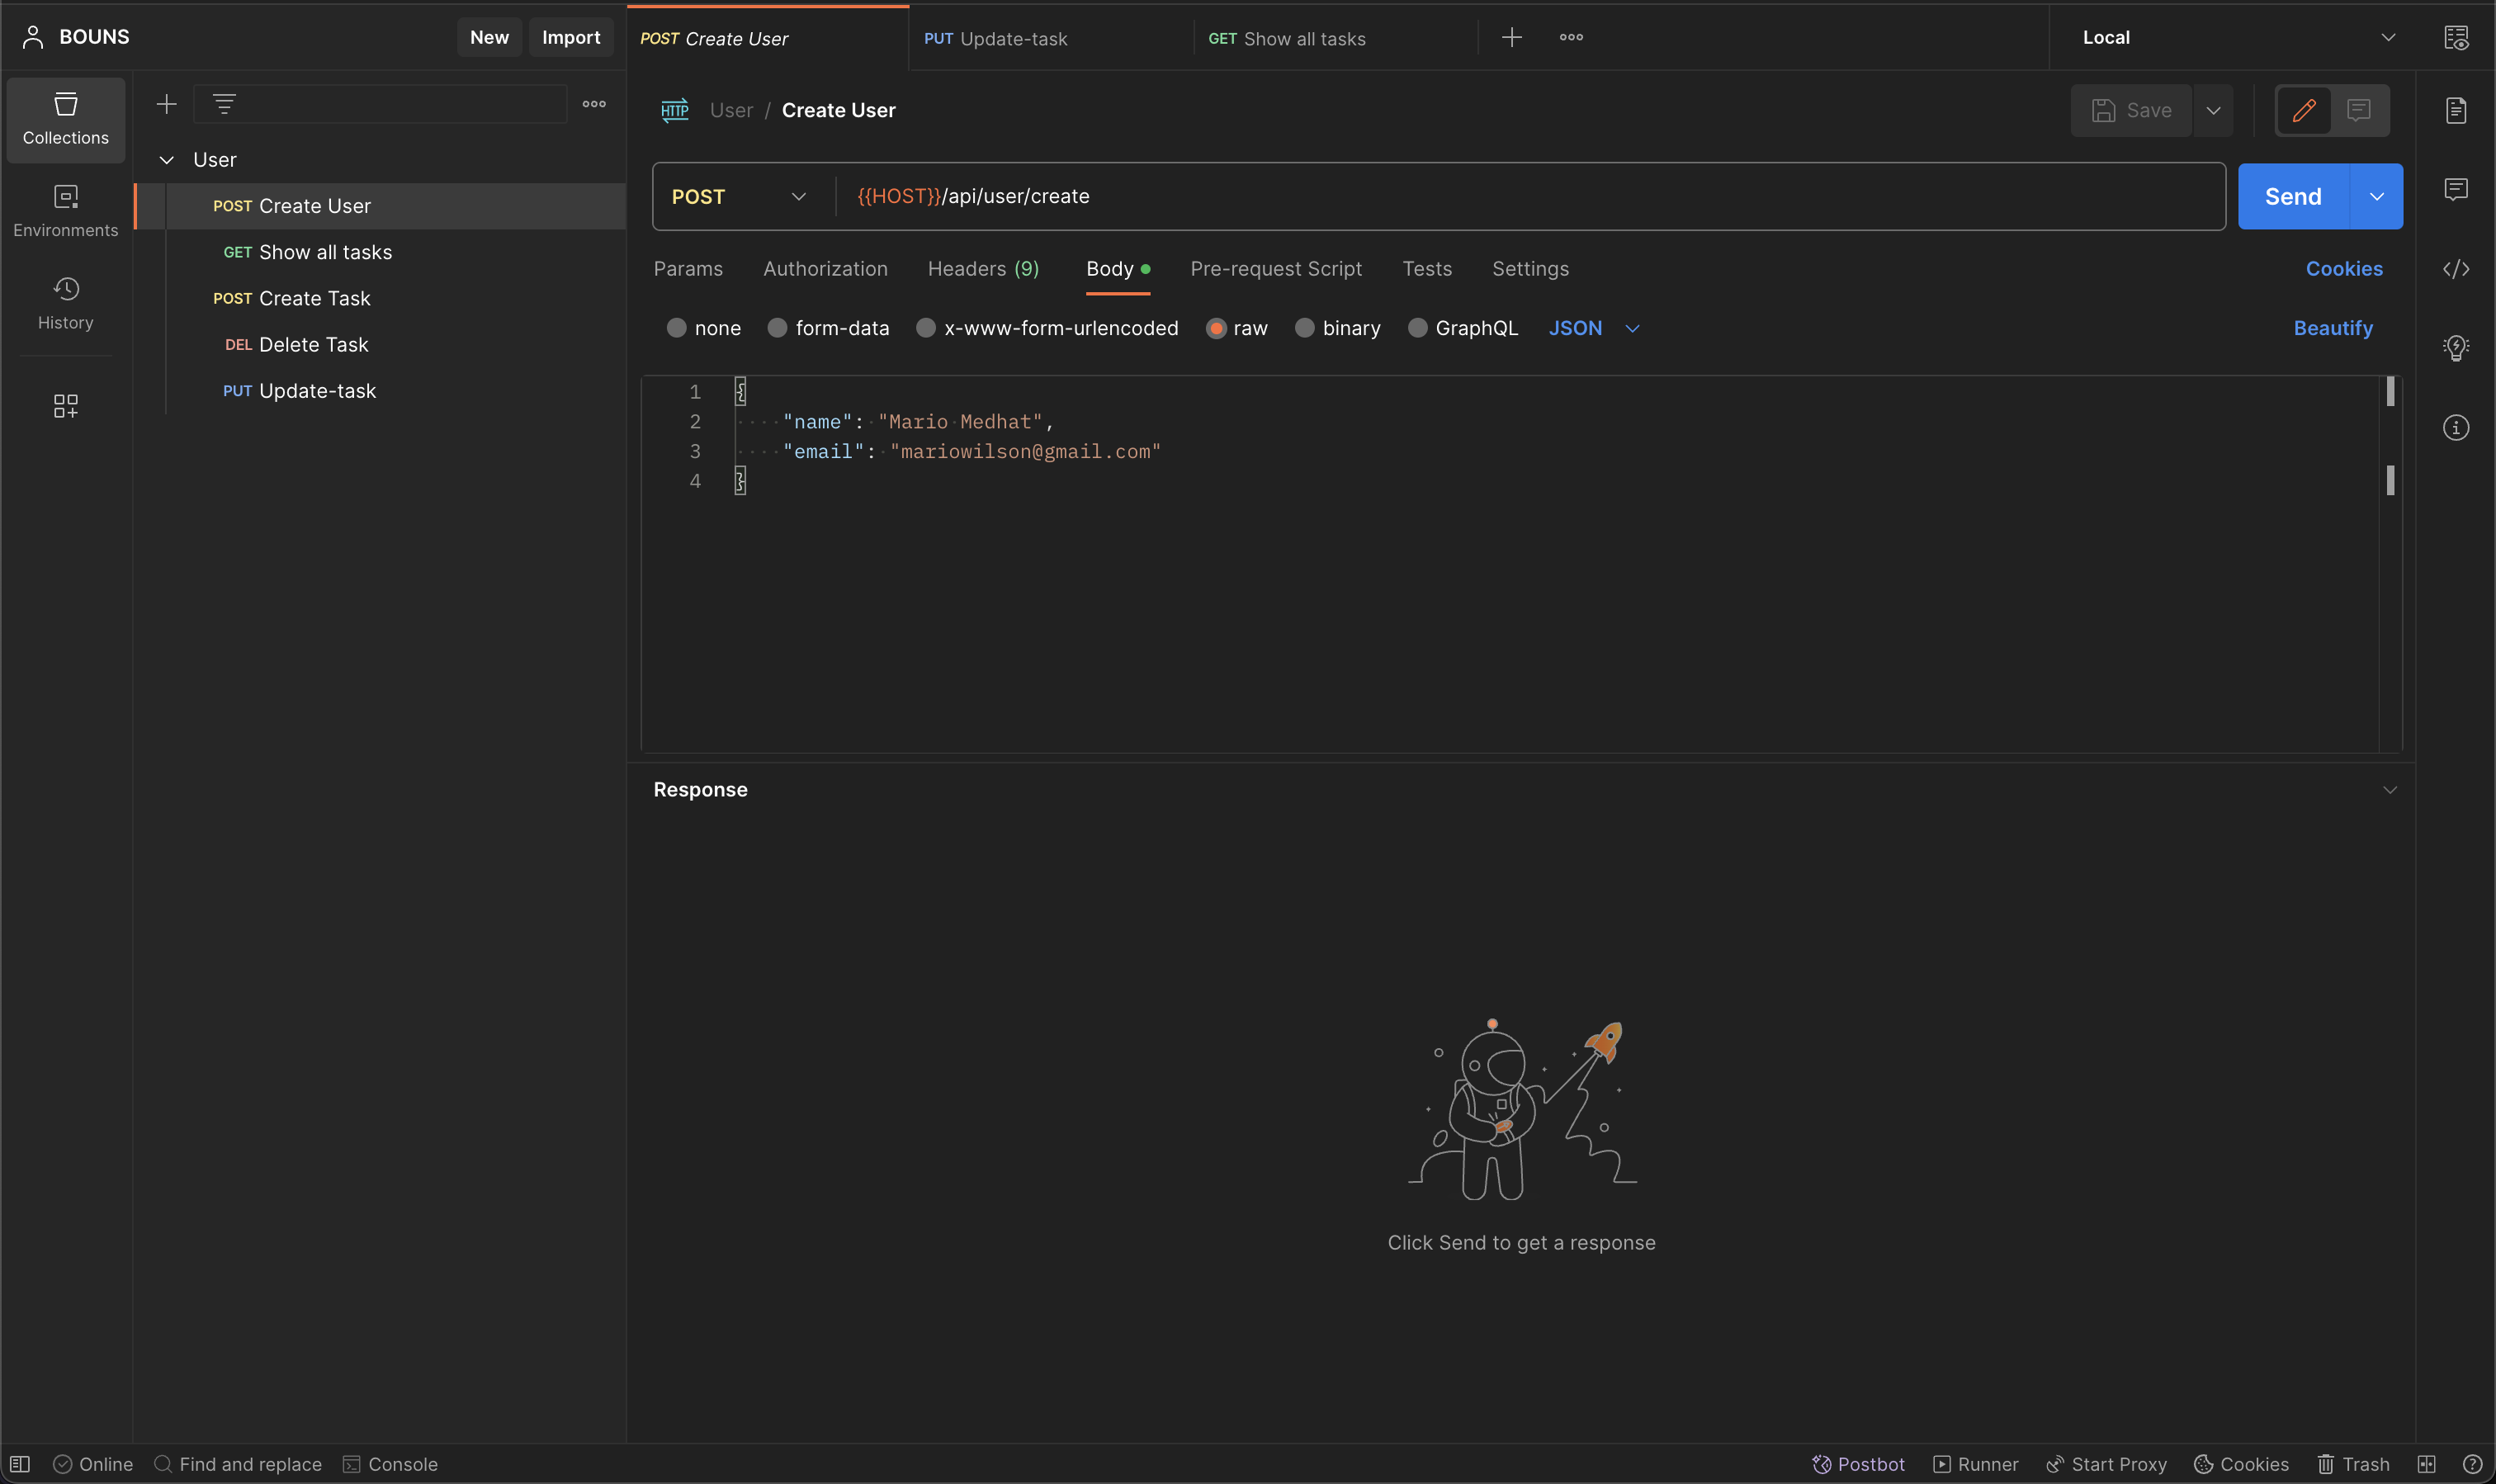 BOUNS
New
Import
POST Create User
PUT Update-task
GET Show all tasks
Local
Collections
Environments
History
User
POST Create User
GET Show all tasks
POST Create Task
DEL Delete Task
PUT Update-task
HTTP User / Create User
Save
POST {{HOST}}/api/user/create
Send
Params Authorization Headers (9) Body Pre-request Script Tests Settings Cookies
none form-data x-www-form-urlencoded raw binary GraphQL JSON Beautify
1 {
2 "name": "Mario Medhat",
3 "email": "mariowilson@gmail.com"
4 }
Response
Click Send to get a response
Online Find and replace Console Postbot Runner Start Proxy Cookies Trash